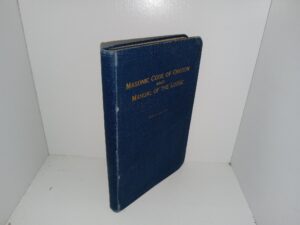 MASONIC CODE OF OREGON
AND
MANUAL OF THE LODGE